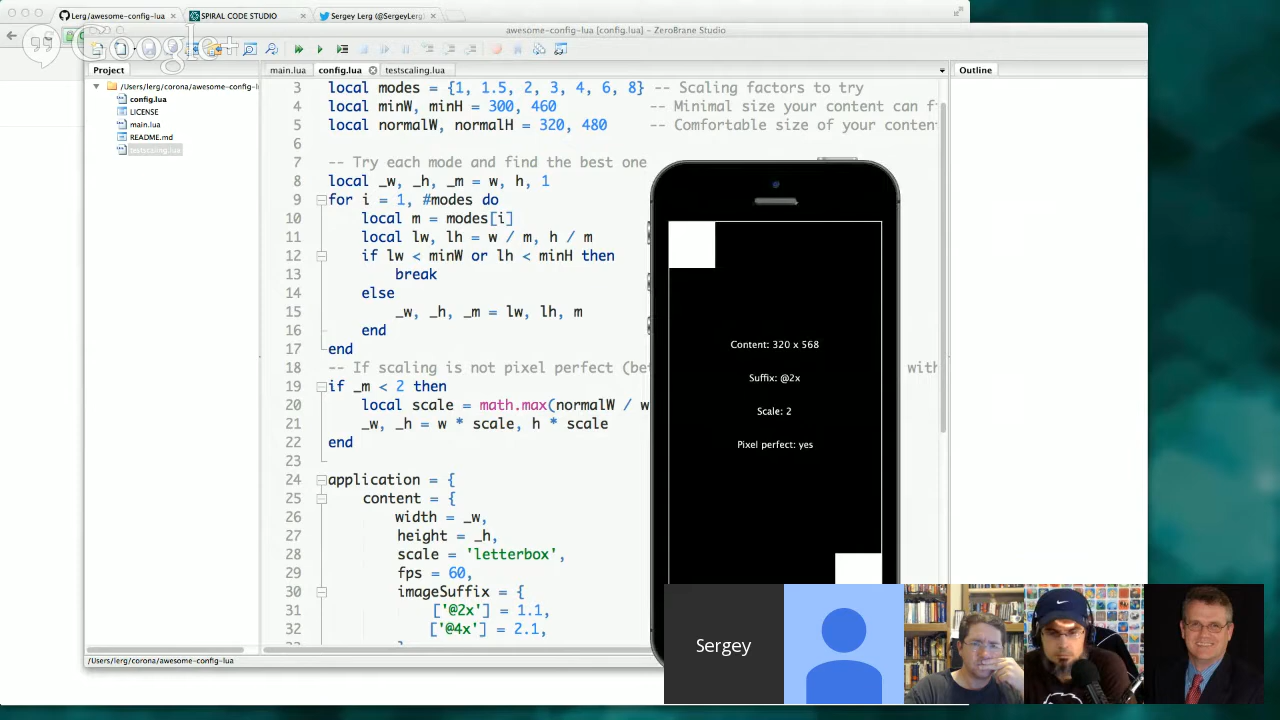 Lerg/awesome-config-lua
SPIRAL CODE STUDIO
Sergey Lerg (@SergeyLerg)
Google+
awesome-config-lua [config.lua] - ZeroBrane Studio
Project
main.lua
config.lua
testscaling.lua
Outline
/Users/lerg/corona/awesome-config-l
config.lua
LICENSE
main.lua
README.md
testscaling.lua
3 local modes = {1, 1.5, 2, 3, 4, 6, 8} -- Scaling factors to try
4 local minW, minH = 300, 460 -- Minimal size your content can f
5 local normalW, normalH = 320, 480 -- Comfortable size of your conten
6
7 -- Try each mode and find the best one
8 local _w, _h, _m = w, h, 1
9 for i = 1, #modes do
10 local m = modes[i]
11 local lw, lh = w / m, h / m
12 if lw < minW or lh < minH then
13 break
14 else
15 _w, _h, _m = lw, lh, m
16 end
17 end
18 -- If scaling is not pixel perfect (be with
19 if _m < 2 then
20 local scale = math.max(normalW / w
21 _w, _h = w * scale, h * scale
22 end
23
24 application = {
25 content = {
26 width = _w,
27 height = _h,
28 scale = 'letterbox',
29 fps = 60,
30 imageSuffix = {
31 ['@2x'] = 1.1,
32 ['@4x'] = 2.1,
Content: 320 x 568
Suffix: @2x
Scale: 2
Pixel perfect: yes
/Users/lerg/corona/awesome-config-lua
Sergey